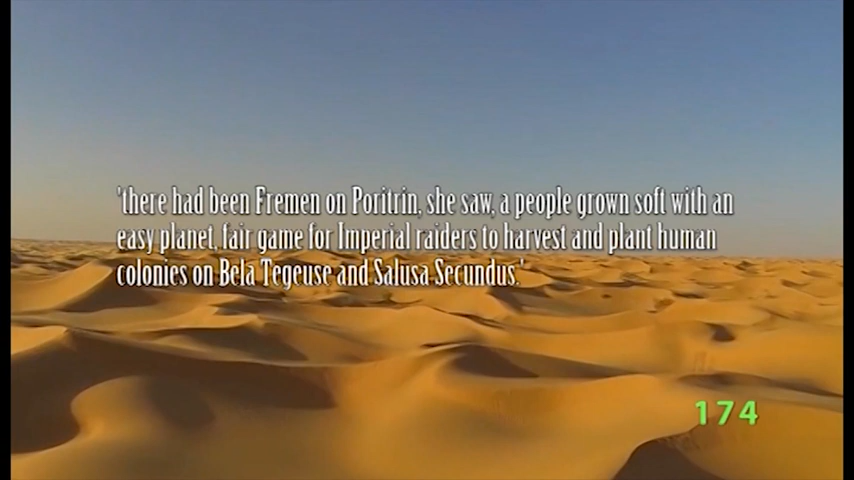 'there had been Fremen on Poritrin, she saw, a people grown soft with an
easy planet, fair game for Imperial raiders to harvest and plant human
colonies on Bela Tegeuse and Salusa Secundus.'
174